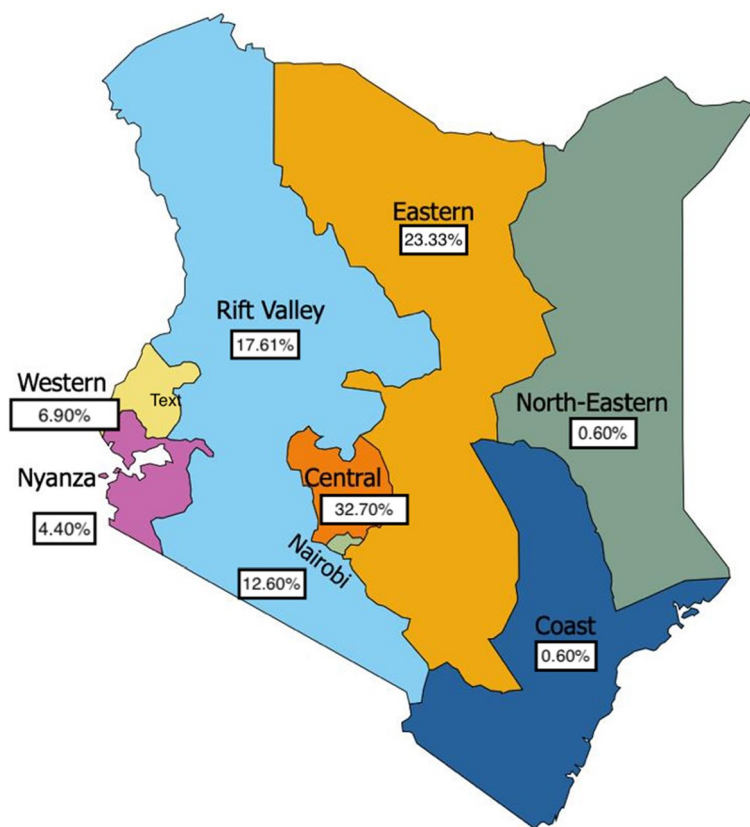 Eastern
23.33%
Rift Valley
17.61%
Western
6.90%
Text
North-Eastern
0.60%
Nyanza
4.40%
Central
32.70%
Nairobi
12.60%
Coast
0.60%